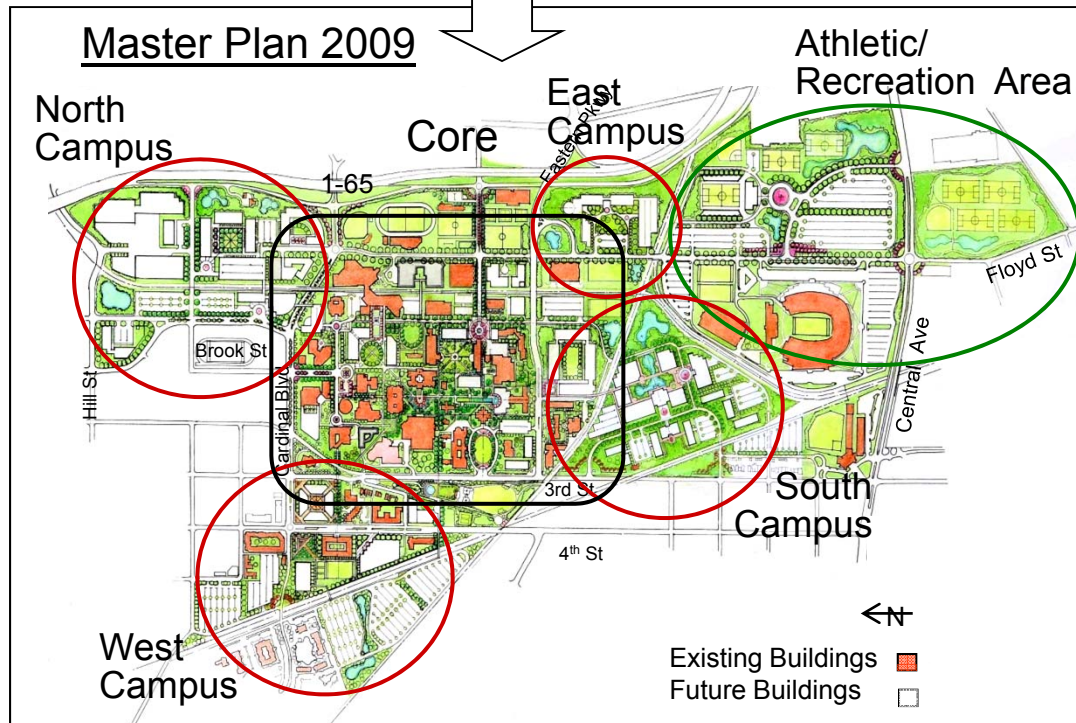 Master Plan 2009
Athletic/
Recreation Area
North
Campus
East
Campus
Core
Eastern Pkwy
1-65
Floyd St
Brook St
Hill St
Cardinal Blvd
Central Ave
3rd St
South
Campus
4th St
West
Campus
N
Existing Buildings
Future Buildings